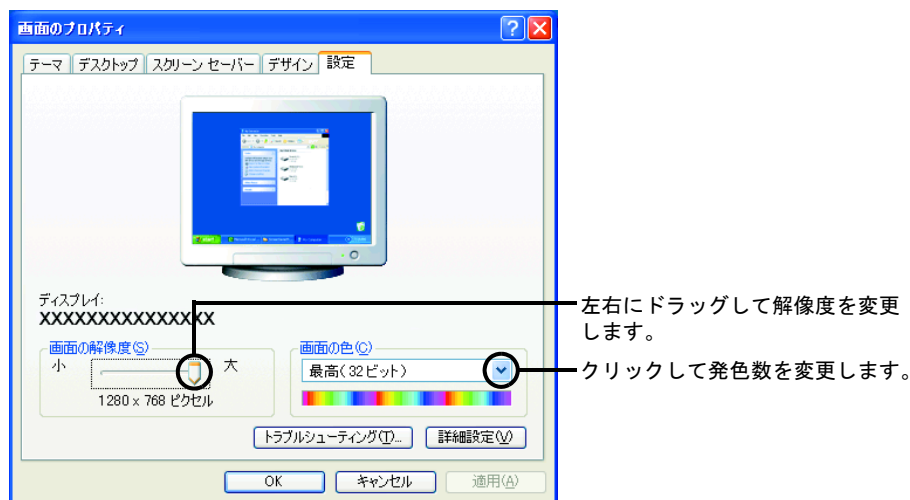 画面のプロパティ
テーマ デスクトップ スクリーン セーバー デザイン 設定
ディスプレイ:
XXXXXXXXXXXXXXX
画面の解像度(S)
小 大
1280 x 768 ピクセル
画面の色(C)
最高(32ビット)
左右にドラッグして解像度を変更
します。
クリックして発色数を変更します。
トラブルシューティング(T)... 詳細設定(V)
OK キャンセル 適用(A)